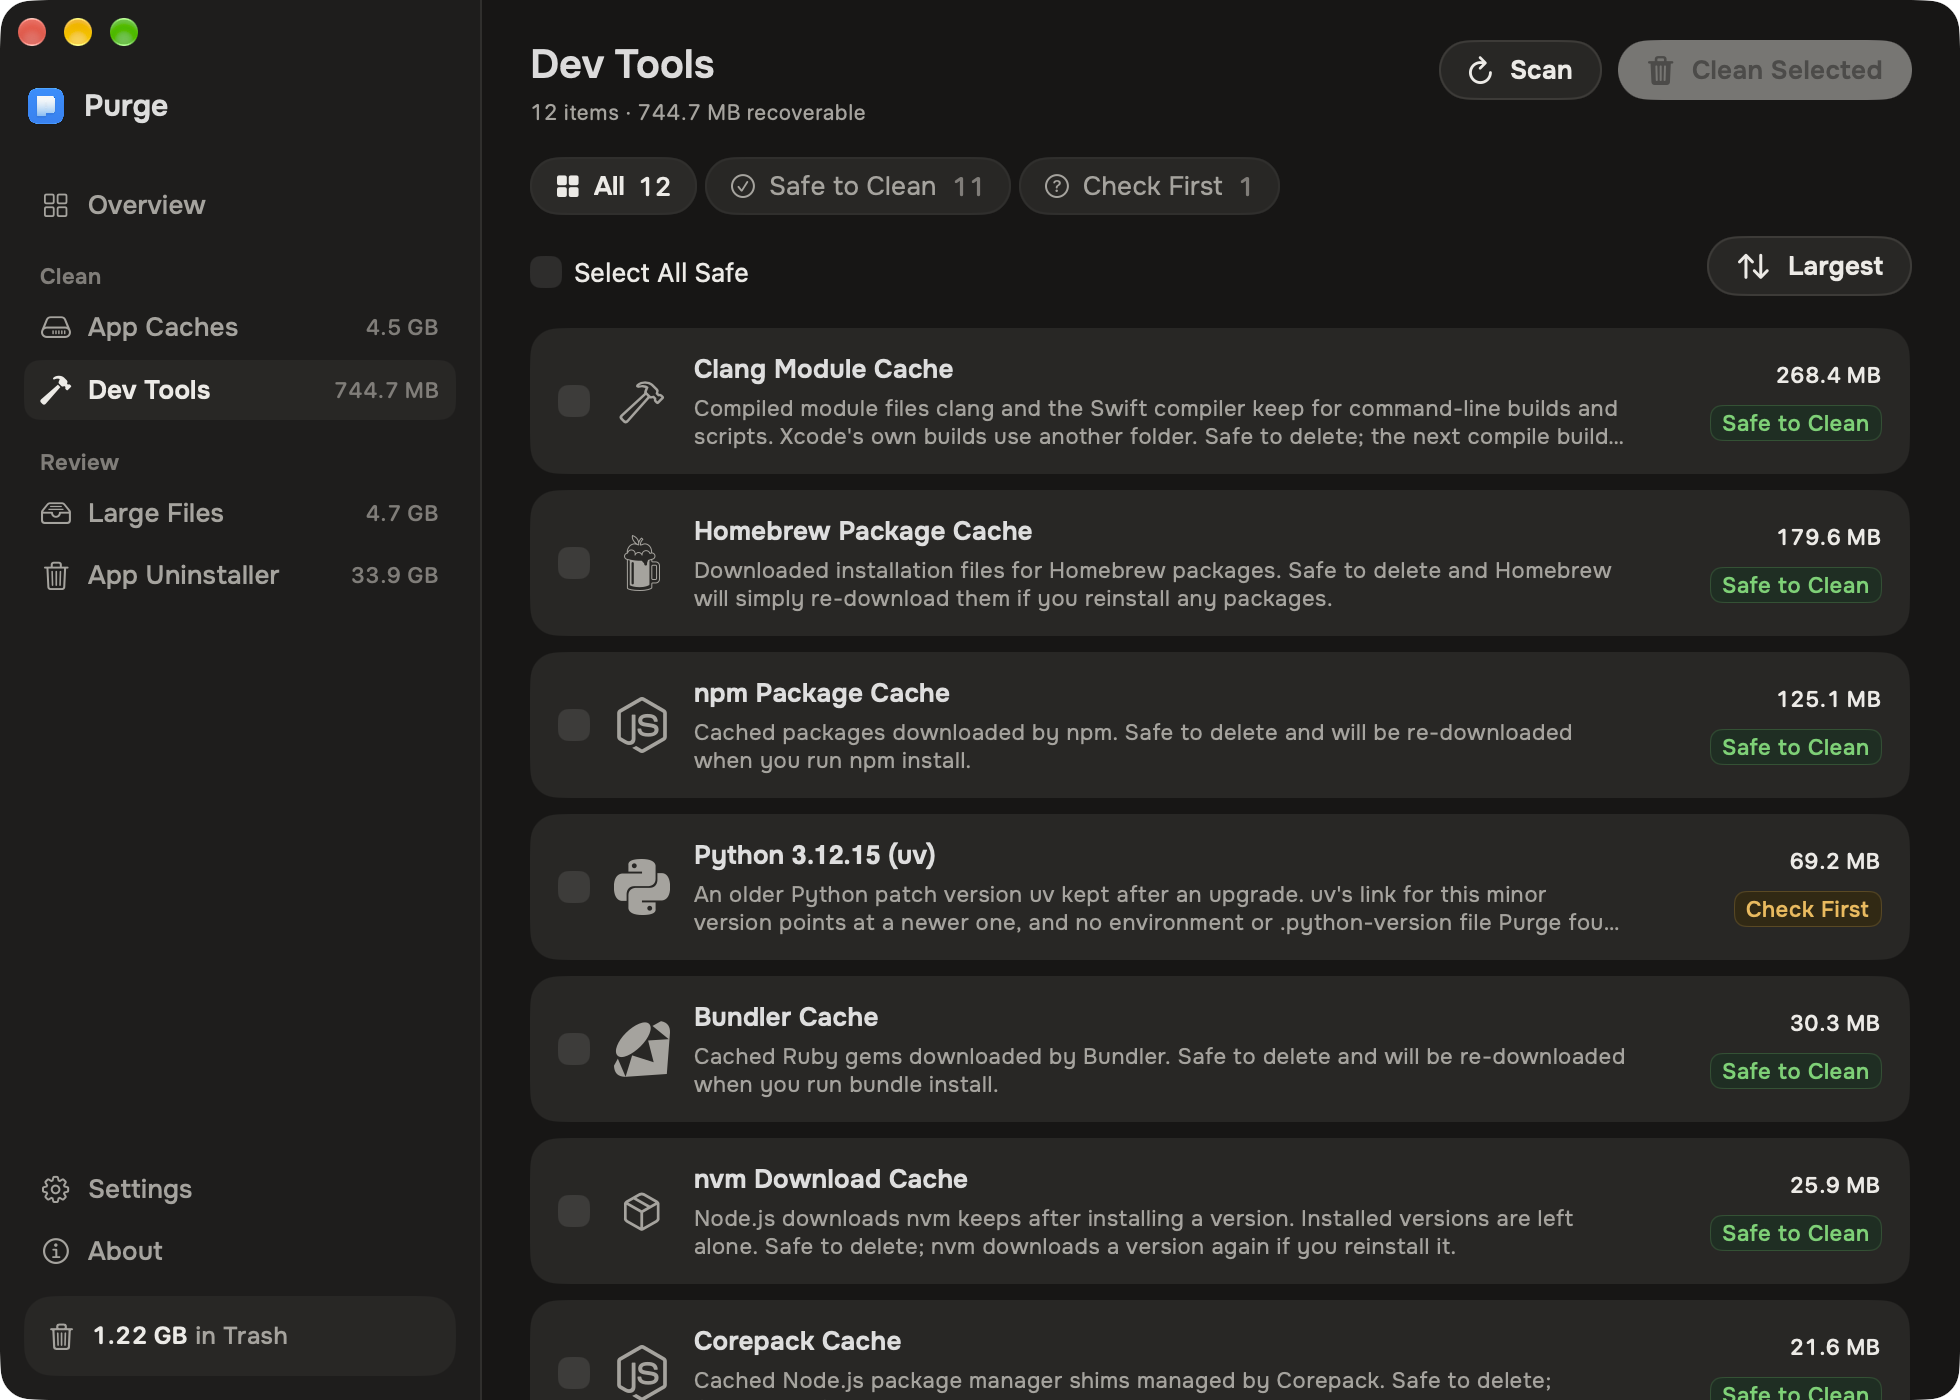 Purge
Overview
Clean
App Caches 4.5 GB
Dev Tools 744.7 MB
Review
Large Files 4.7 GB
App Uninstaller 33.9 GB
Settings
About
1.22 GB in Trash
Dev Tools
12 items · 744.7 MB recoverable
Scan
Clean Selected
All 12
Safe to Clean 11
Check First 1
Select All Safe
Largest
Clang Module Cache
Compiled module files clang and the Swift compiler keep for command-line builds and
scripts. Xcode's own builds use another folder. Safe to delete; the next compile build...
268.4 MB
Safe to Clean
Homebrew Package Cache
Downloaded installation files for Homebrew packages. Safe to delete and Homebrew
will simply re-download them if you reinstall any packages.
179.6 MB
Safe to Clean
JS
npm Package Cache
Cached packages downloaded by npm. Safe to delete and will be re-downloaded
when you run npm install.
125.1 MB
Safe to Clean
Python 3.12.15 (uv)
An older Python patch version uv kept after an upgrade. uv's link for this minor
version points at a newer one, and no environment or .python-version file Purge fou...
69.2 MB
Check First
Bundler Cache
Cached Ruby gems downloaded by Bundler. Safe to delete and will be re-downloaded
when you run bundle install.
30.3 MB
Safe to Clean
nvm Download Cache
Node.js downloads nvm keeps after installing a version. Installed versions are left
alone. Safe to delete; nvm downloads a version again if you reinstall it.
25.9 MB
Safe to Clean
JS
Corepack Cache
Cached Node.js package manager shims managed by Corepack. Safe to delete;
21.6 MB
Safe to Clean